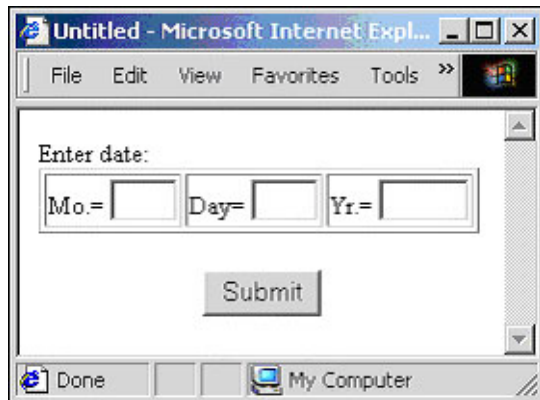 Untitled - Microsoft Internet Expl...
File Edit View Favorites Tools »
Enter date:
Mo.= Day= Yr.=
Submit
Done My Computer